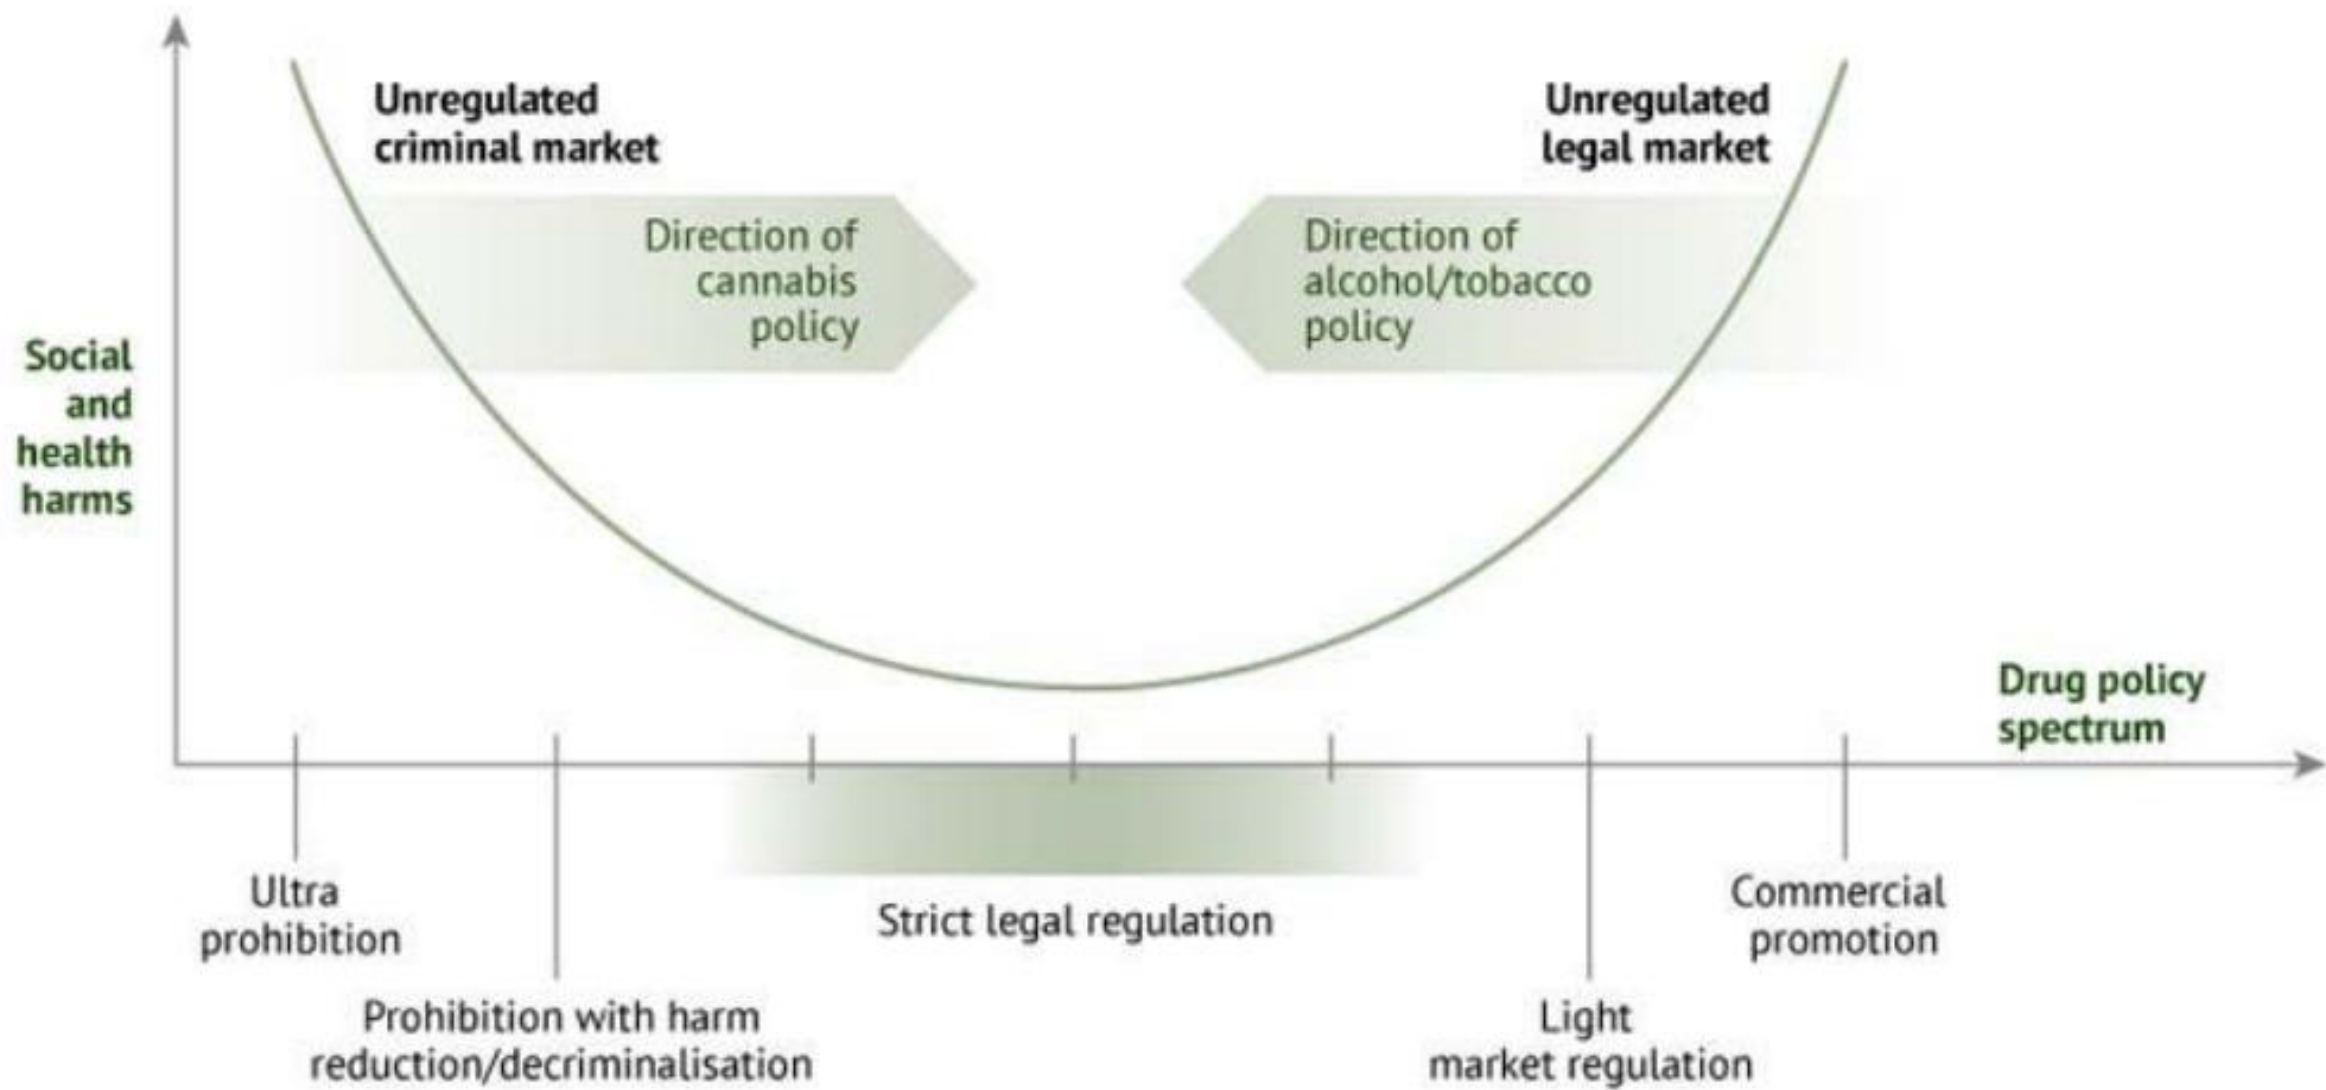 Unregulated
criminal market
Unregulated
legal market
Direction of
cannabis
policy
Direction of
alcohol/tobacco
policy
Social
and
health
harms
Drug policy
spectrum
Ultra
prohibition
Prohibition with harm
reduction/decriminalisation
Strict legal regulation
Light
market regulation
Commercial
promotion